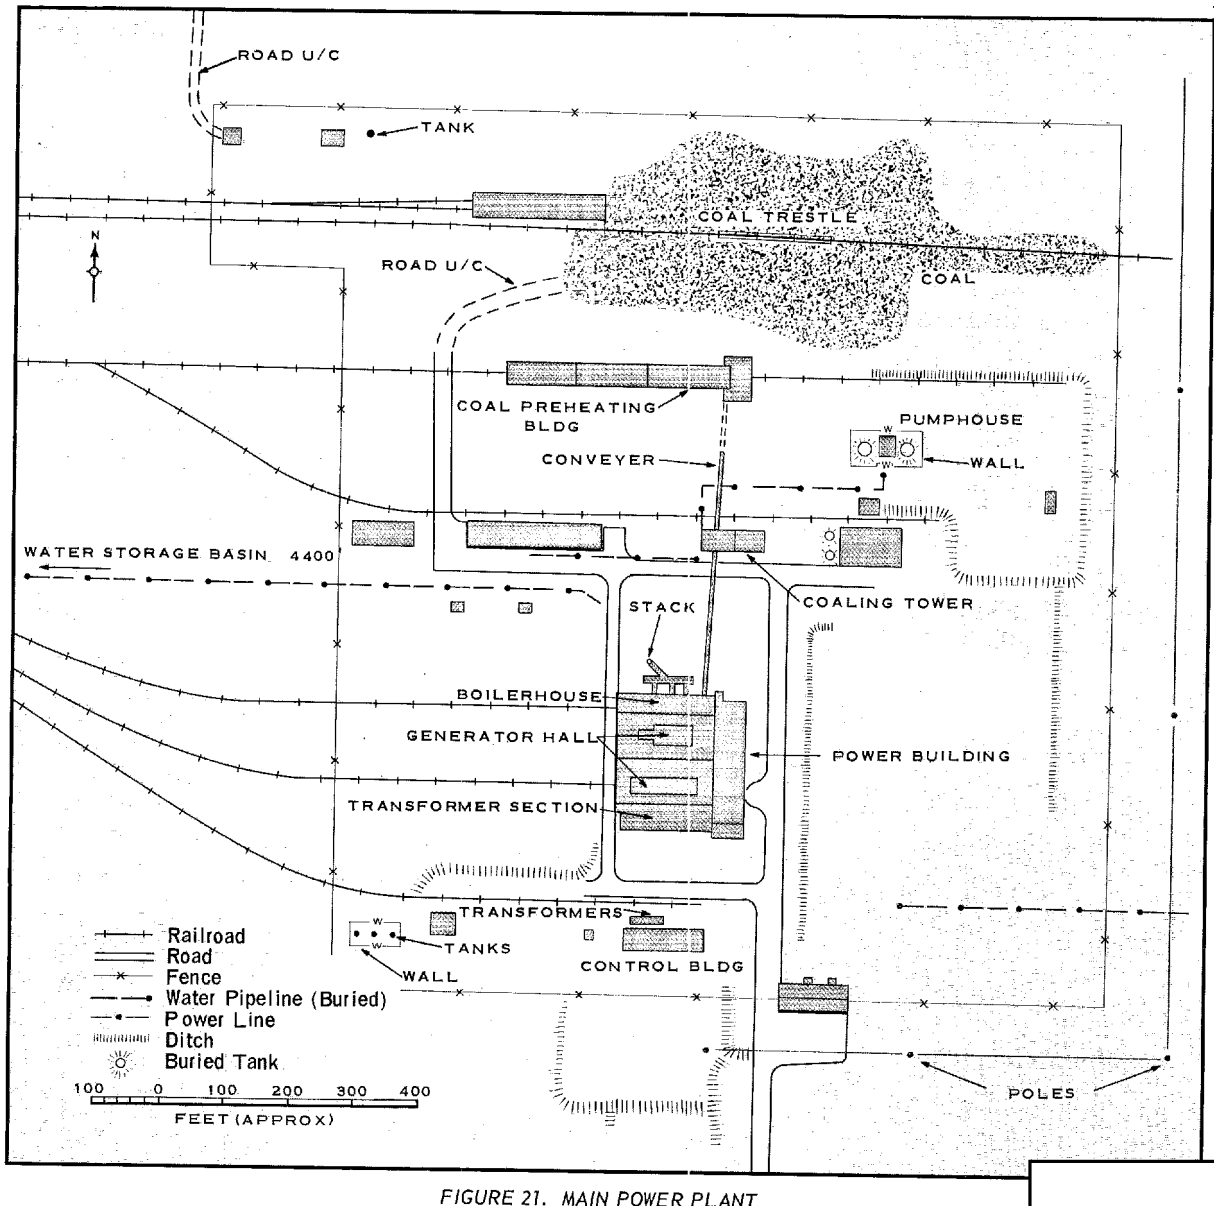 ROAD U/C
TANK
COAL TRESTLE
N
ROAD U/C
COAL
COAL PREHEATING
BLDG
PUMPHOUSE
W
CONVEYER
WALL
W
WATER STORAGE BASIN 4400
STACK
COALING TOWER
BOILERHOUSE
GENERATOR HALL
POWER BUILDING
TRANSFORMER SECTION
TRANSFORMERS
W
TANKS
W
WALL
CONTROL BLDG
Railroad
Road
Fence
Water Pipeline (Buried)
Power Line
Ditch
Buried Tank
POLES
100 0 100 200 300 400
FEET (APPROX)
FIGURE 21. MAIN POWER PLANT